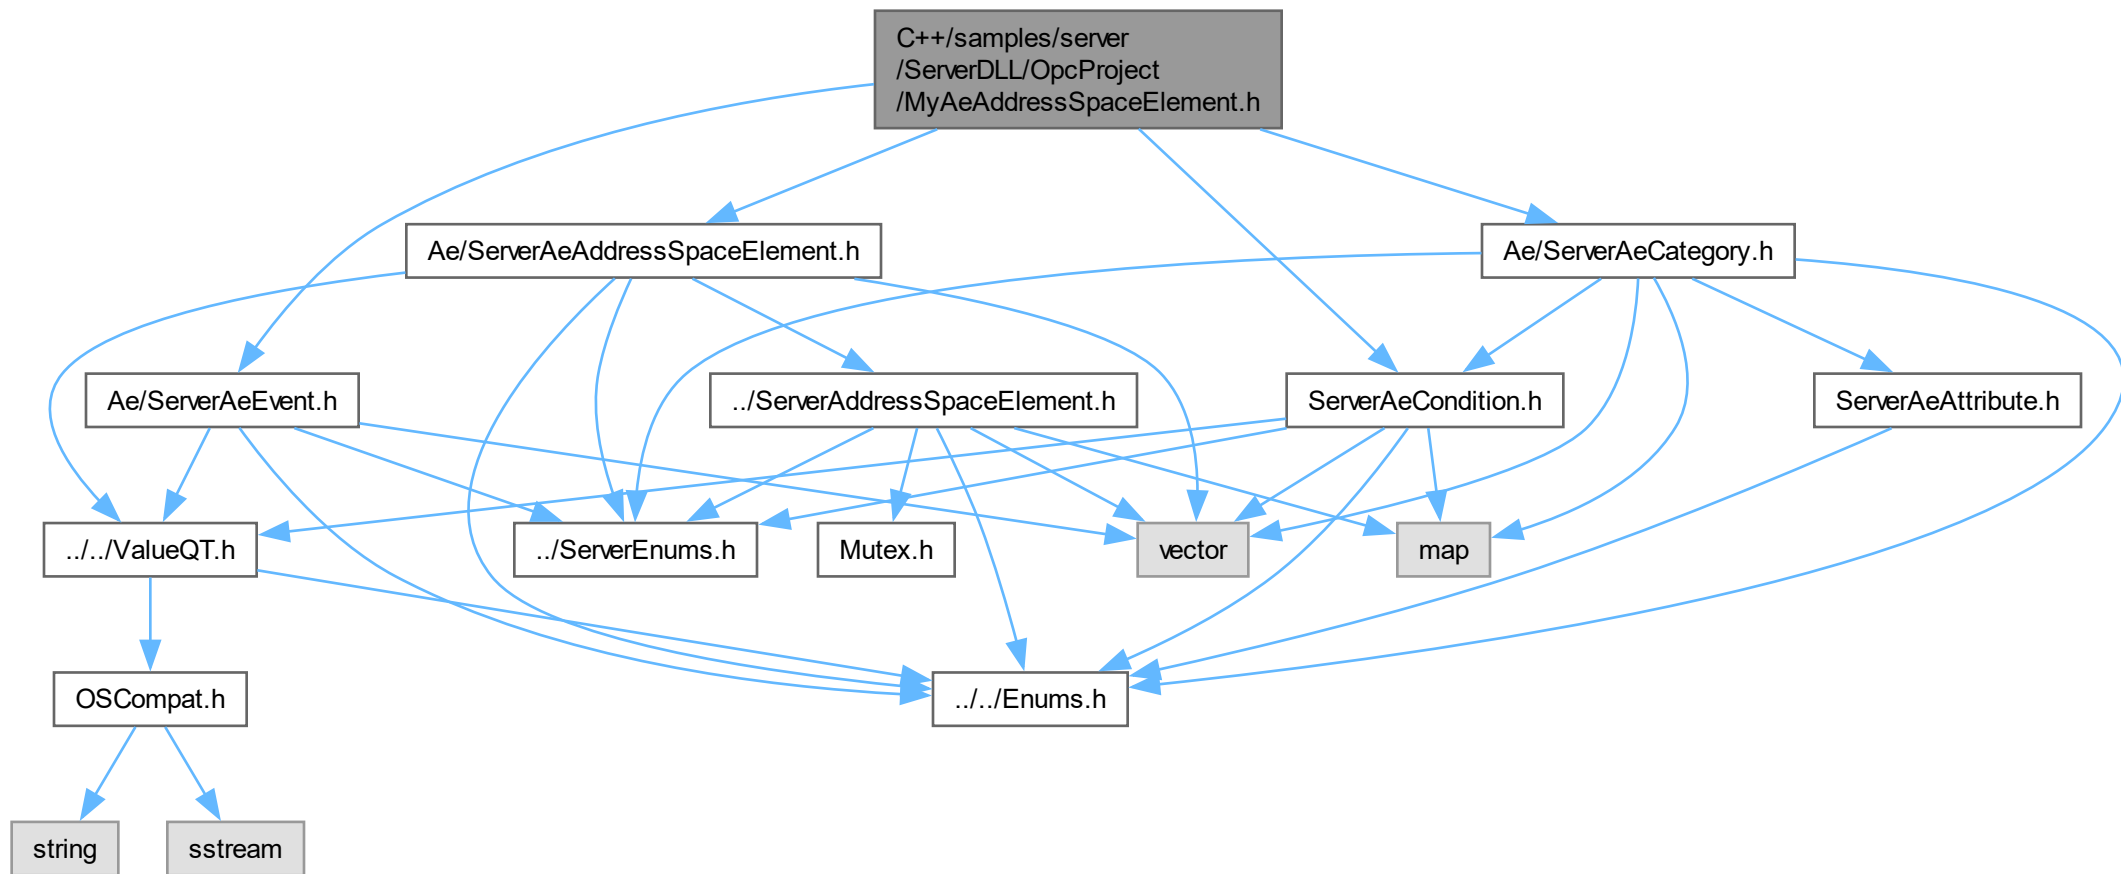 C++/samples/server
/ServerDLL/OpcProject
/MyAeAddressSpaceElement.h
Ae/ServerAeAddressSpaceElement.h
Ae/ServerAeCategory.h
Ae/ServerAeEvent.h
../ServerAddressSpaceElement.h
ServerAeCondition.h
ServerAeAttribute.h
../../ValueQT.h
../ServerEnums.h
Mutex.h
vector
map
OSCompat.h
../../Enums.h
string
sstream